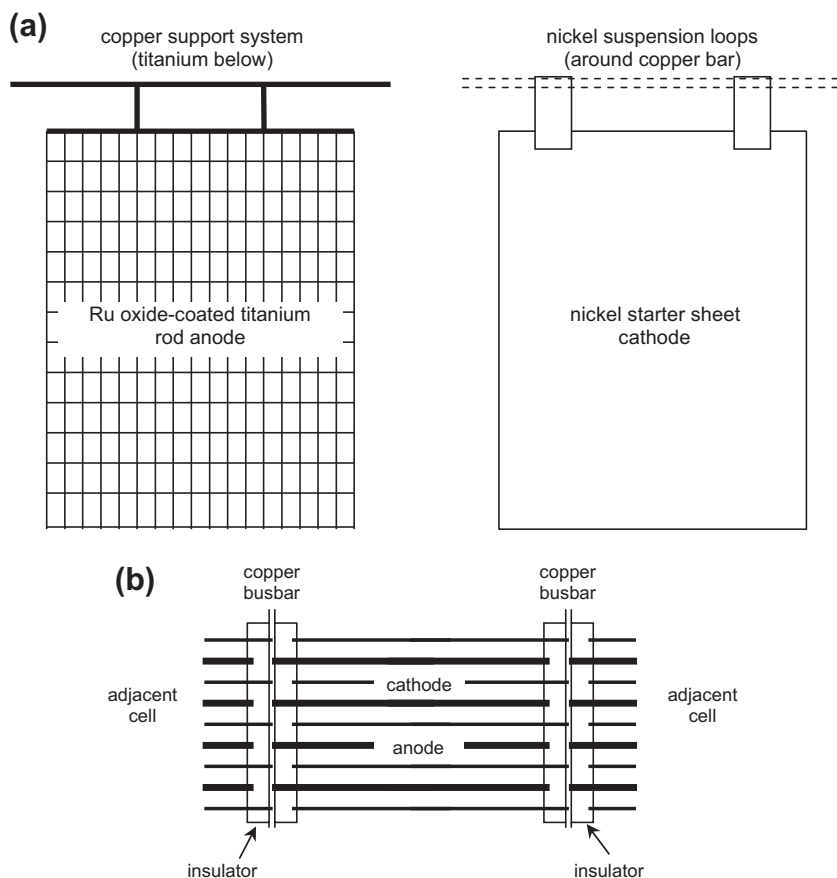 (a)
copper support system
(titanium below)
nickel suspension loops
(around copper bar)
Ru oxide-coated titanium
rod anode
nickel starter sheet
cathode
(b)
copper
busbar
copper
busbar
cathode
adjacent
cell
adjacent
cell
anode
insulator
insulator